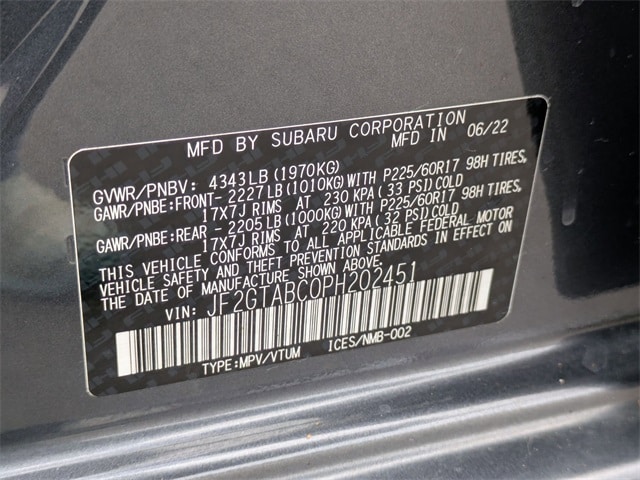 MFD BY SUBARU CORPORATION
MFD IN 06/22
GVWR/PNBV: 4343LB(1970KG)
GAWR/PNBE:FRONT- 2227LB(1010KG)WITH P225/60R17 98H TIRES,
17X7J RIMS AT 230 KPA(33 PSI)COLD
GAWR/PNBE:REAR - 2205LB(1000KG)WITH P225/60R17 98H TIRES,
17X7J RIMS AT 220 KPA(32 PSI)COLD
THIS VEHICLE CONFORMS TO ALL APPLICABLE FEDERAL MOTOR
VEHICLE SAFETY AND THEFT PREVENTION STANDARDS IN EFFECT ON
THE DATE OF MANUFACTURE SHOWN ABOVE.
VIN: JF2GTABC0PH202451
TYPE:MPV/VTUM ICES/NMB-002